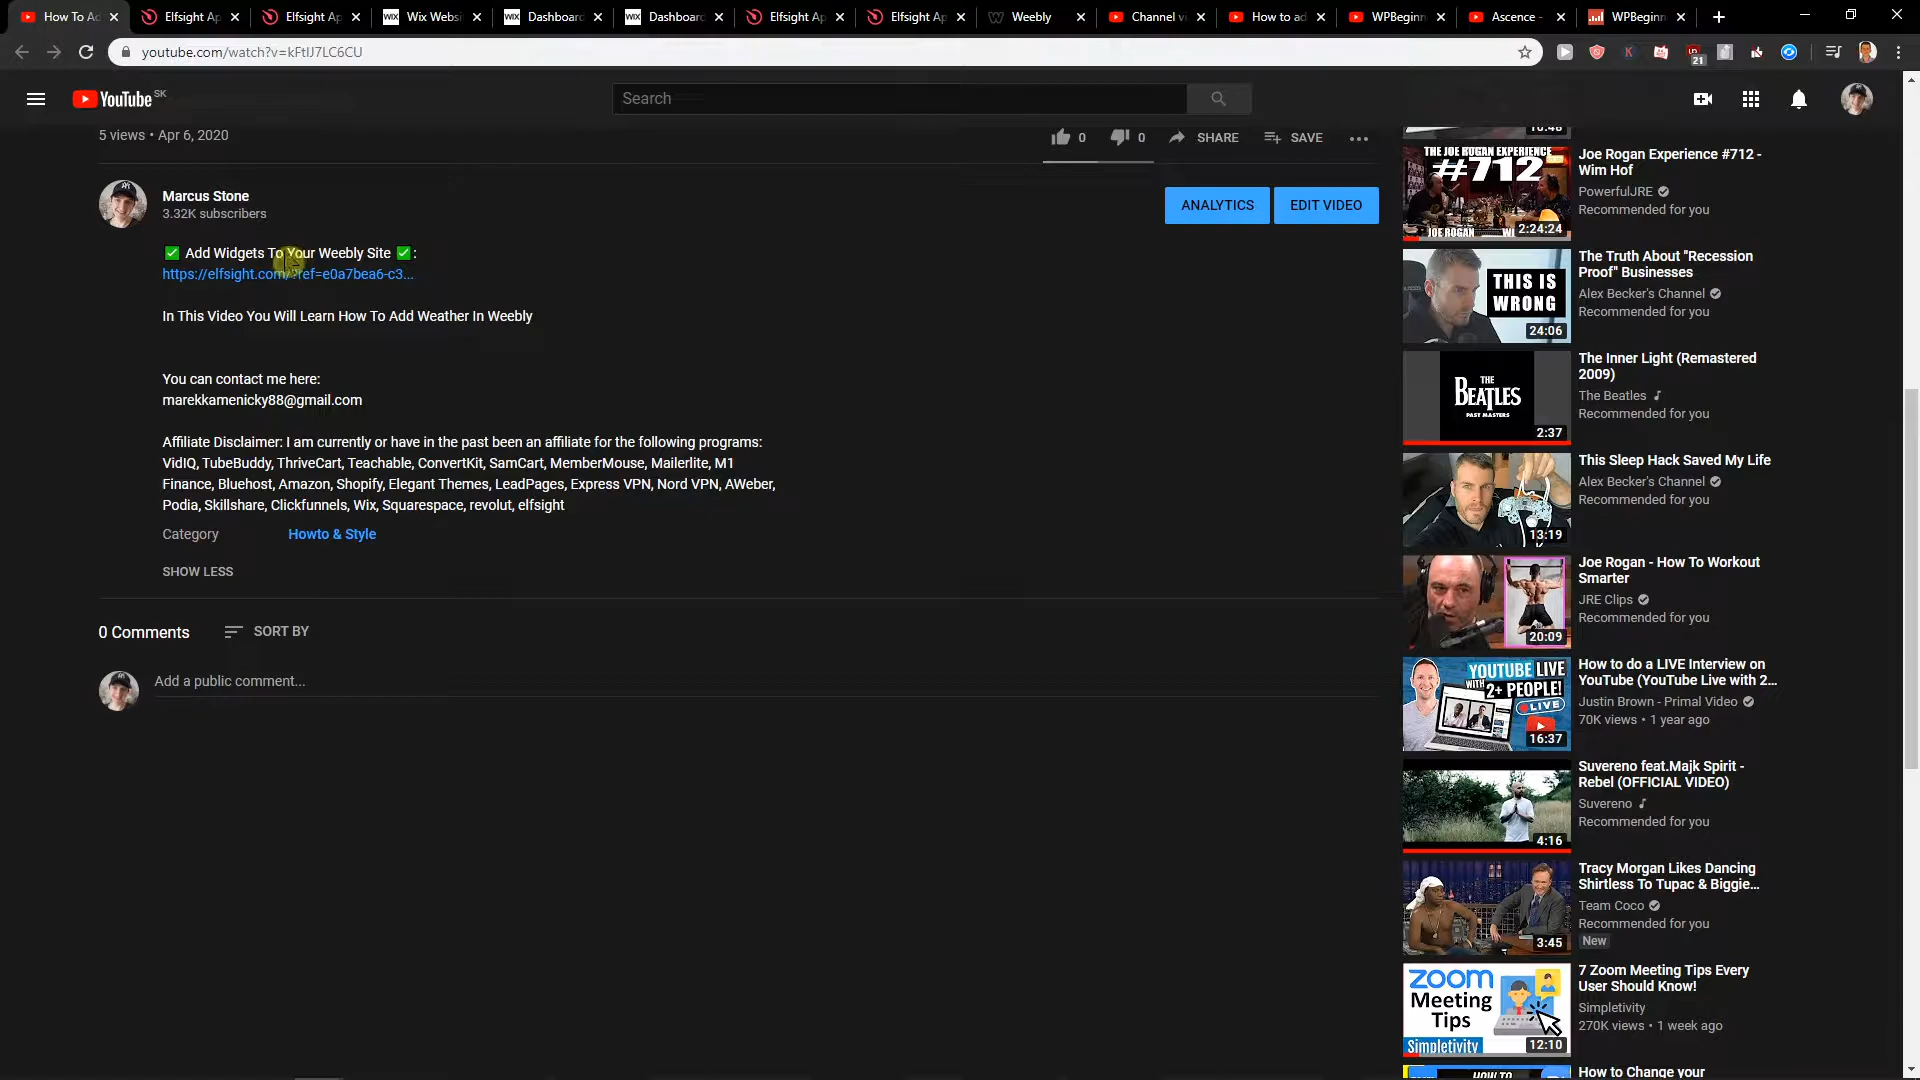 How To Ad
Elfsight Ap
Elfsight Ap
WIX Wix Websi
WIX Dashboard
WIX Dashboard
Elfsight Ap
Elfsight Ap
Weebly
Channel vi
How to ad
WPBeginn
Ascence -
WPBeginn
youtube.com/watch?v=kFtIJ7LC6CU
21
YouTube SK
Search
5 views • Apr 6, 2020
0
0
SHARE
SAVE
Marcus Stone
3.32K subscribers
ANALYTICS
EDIT VIDEO
✅ Add Widgets To Your Weebly Site ✅:
https://elfsight.com/?ref=e0a7bea6-c3...
In This Video You Will Learn How To Add Weather In Weebly
You can contact me here:
marekkamenicky88@gmail.com
Affiliate Disclaimer: I am currently or have in the past been an affiliate for the following programs:
VidIQ, TubeBuddy, ThriveCart, Teachable, ConvertKit, SamCart, MemberMouse, Mailerlite, M1
Finance, Bluehost, Amazon, Shopify, Elegant Themes, LeadPages, Express VPN, Nord VPN, AWeber,
Podia, Skillshare, Clickfunnels, Wix, Squarespace, revolut, elfsight
Category
Howto & Style
SHOW LESS
0 Comments
SORT BY
Add a public comment...
10:48
THE JOE ROGAN EXPERIENCE
#712
JOE ROGAN
2:24:24
Joe Rogan Experience #712 -
Wim Hof
PowerfulJRE
Recommended for you
THIS IS
WRONG
24:06
The Truth About "Recession
Proof" Businesses
Alex Becker's Channel
Recommended for you
THE
BEATLES
PAST MASTERS
2:37
The Inner Light (Remastered
2009)
The Beatles
Recommended for you
13:19
This Sleep Hack Saved My Life
Alex Becker's Channel
Recommended for you
20:09
Joe Rogan - How To Workout
Smarter
JRE Clips
Recommended for you
YOUTUBE LIVE
WITH 2+ PEOPLE!
LIVE
16:37
How to do a LIVE Interview on
YouTube (YouTube Live with 2...
Justin Brown - Primal Video
70K views • 1 year ago
4:16
Suvereno feat.Majk Spirit -
Rebel (OFFICIAL VIDEO)
Suvereno
Recommended for you
3:45
Tracy Morgan Likes Dancing
Shirtless To Tupac & Biggie...
Team Coco
Recommended for you
New
zoom
Meeting
Tips
Simpletivity
12:10
7 Zoom Meeting Tips Every
User Should Know!
Simpletivity
270K views • 1 week ago
HOW TO
How to Change your